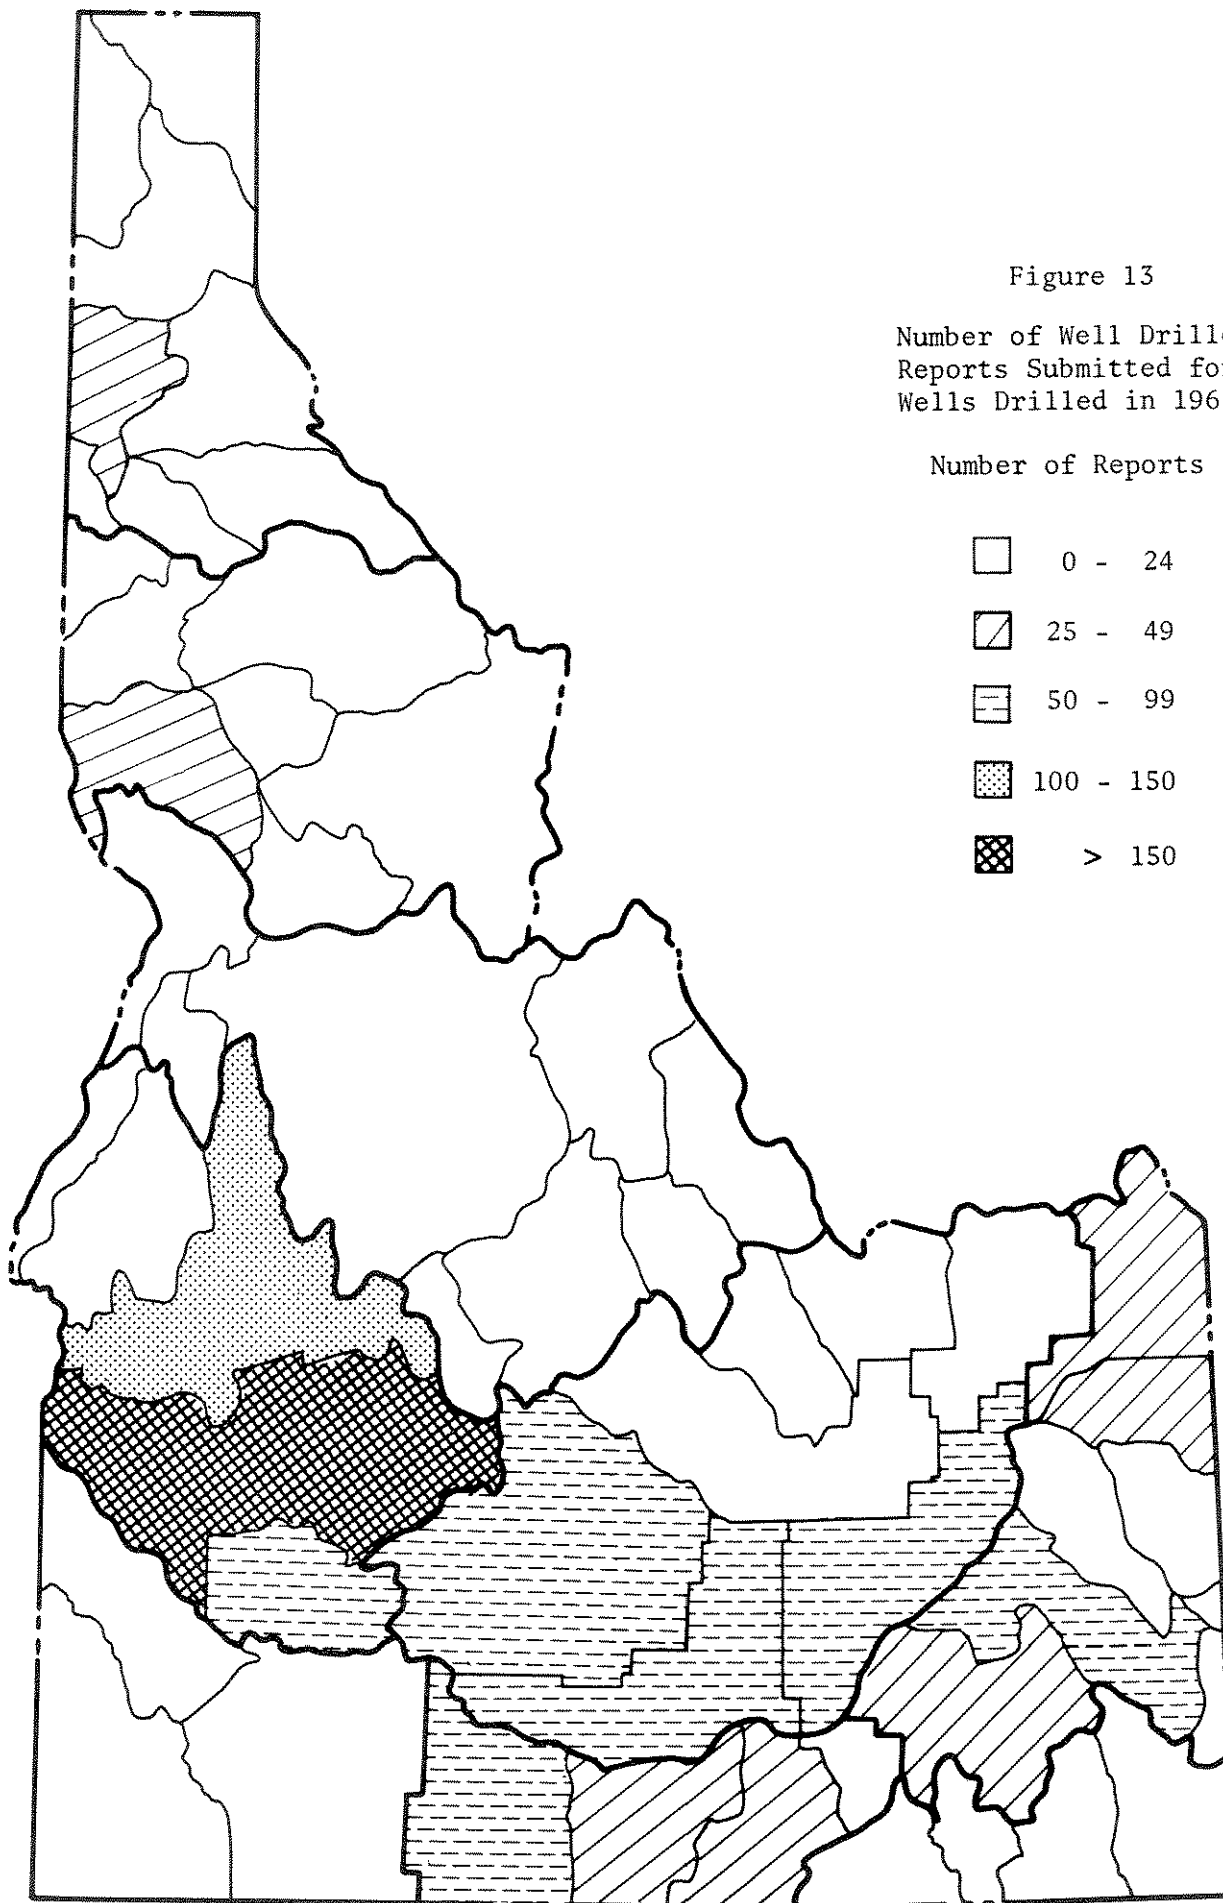 Figure 13
Number of Well Drill
Reports Submitted fo
Wells Drilled in 196
Number of Reports
0 - 24
25 - 49
50 - 99
100 - 150
> 150